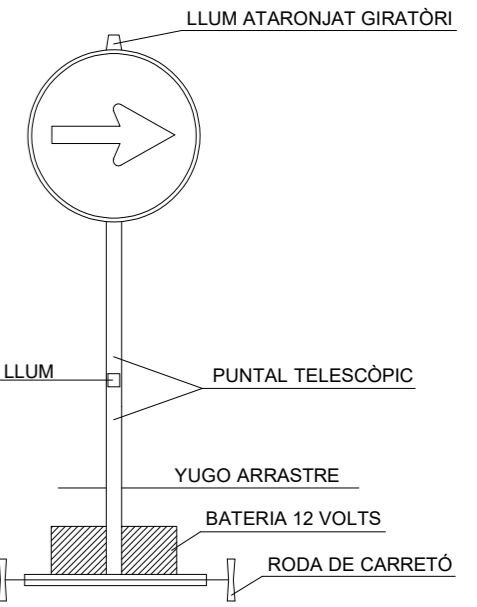 LLUM ATARONJAT GIRATÒRI
LLUM
PUNTAL TELESCÒPIC
YUGO ARRASTRE
BATERIA 12 VOLTS
RODA DE CARRETÓ